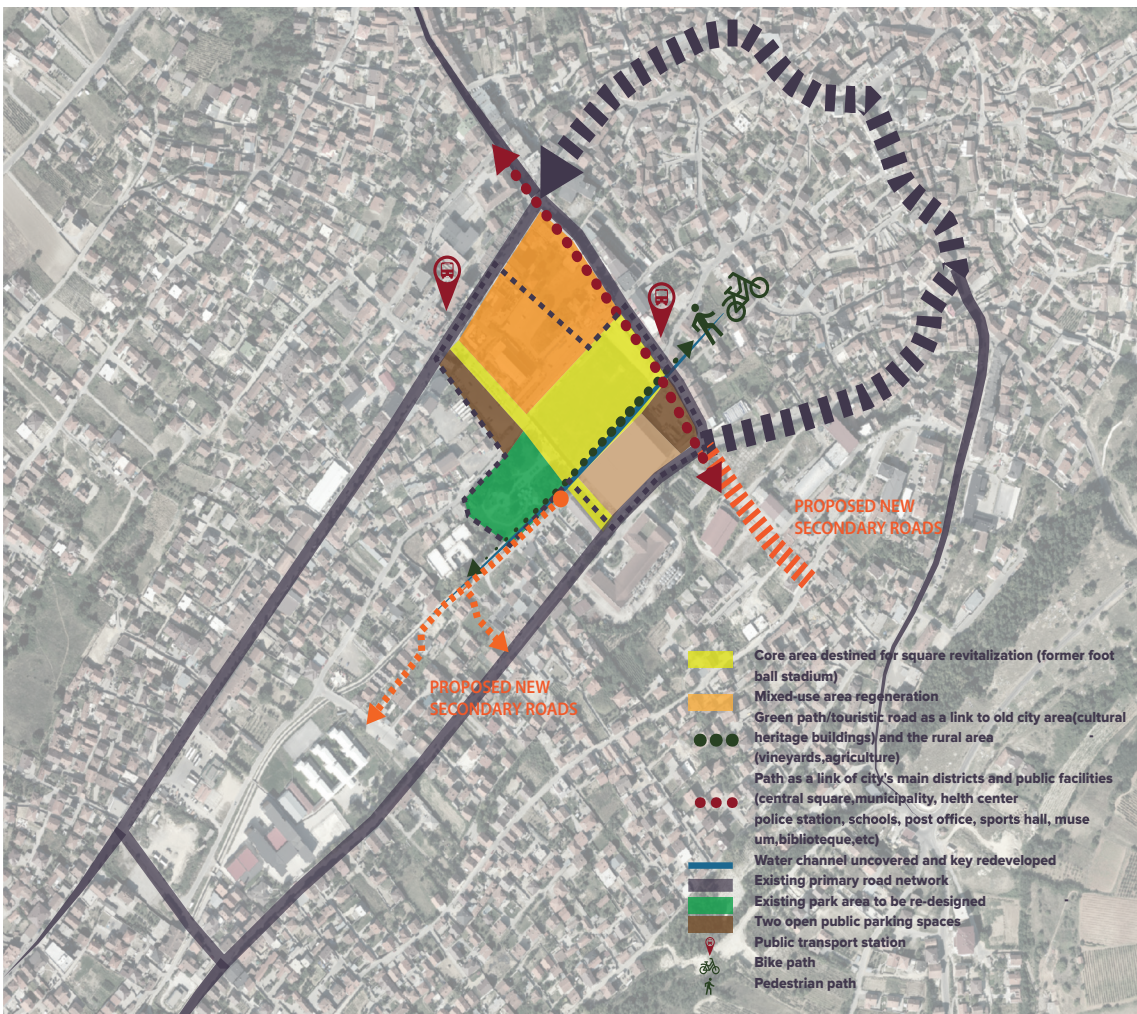 PROPOSED NEW
SECONDARY ROADS
PROPOSED NEW
SECONDARY ROADS
Core area destined for square revitalization (former foot
ball stadium)
Mixed-use area regeneration
Green path/touristic road as a link to old city area(cultural
heritage buildings) and the rural area
(vineyards,agriculture)
Path as a link of city's main districts and public facilities
(central square,municipality, helth center
police station, schools, post office, sports hall, muse
um,biblioteque,etc)
Water channel uncovered and key redeveloped
Existing primary road network
Existing park area to be re-designed
Two open public parking spaces
Public transport station
Bike path
Pedestrian path